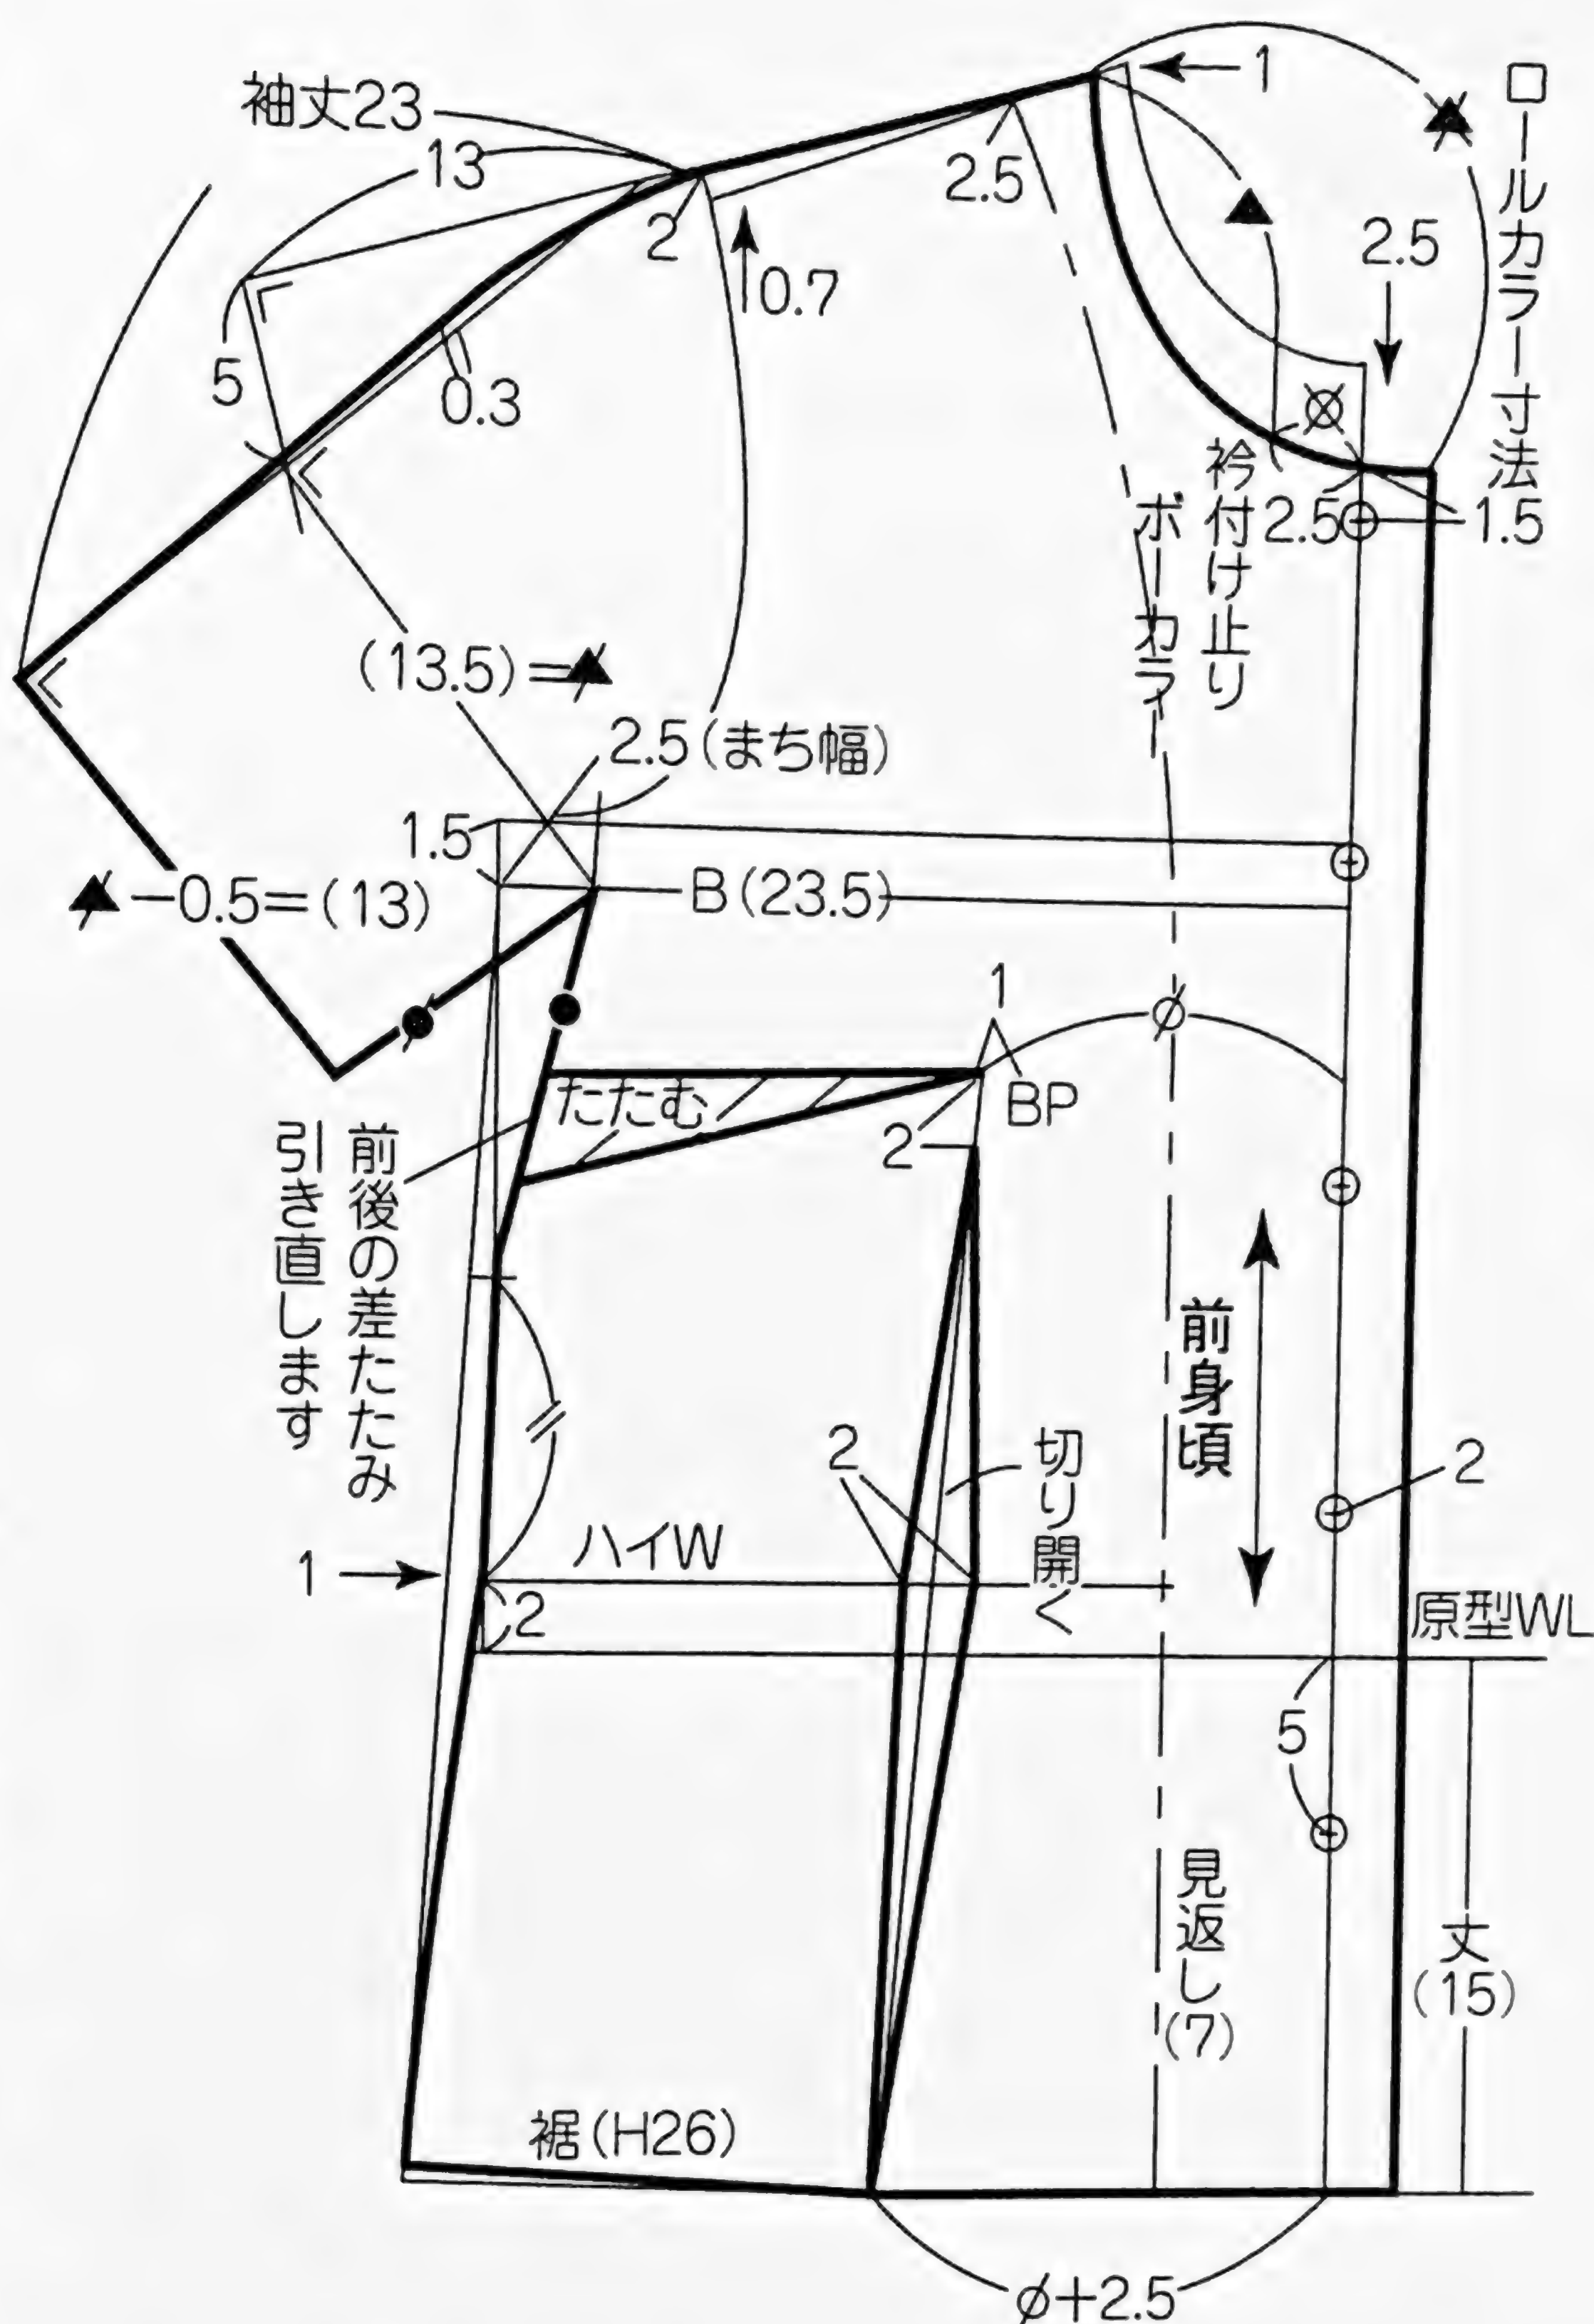 袖丈23
13
1
ロールカラー寸法
2.5
2
0.7
2.5
5
0.3
衿付け止り
ボーカラー
2.5
1.5
(13.5)=▲
2.5(まち幅)
1.5
B(23.5)
▲−0.5=(13)
1
BP
たたむ
2
前後の差たたみ
引き直します
前身頃
2
切り開く
2
ハイW
1
2
原型WL
5
見返し
(7)
丈
(15)
裾(H26)
φ+2.5